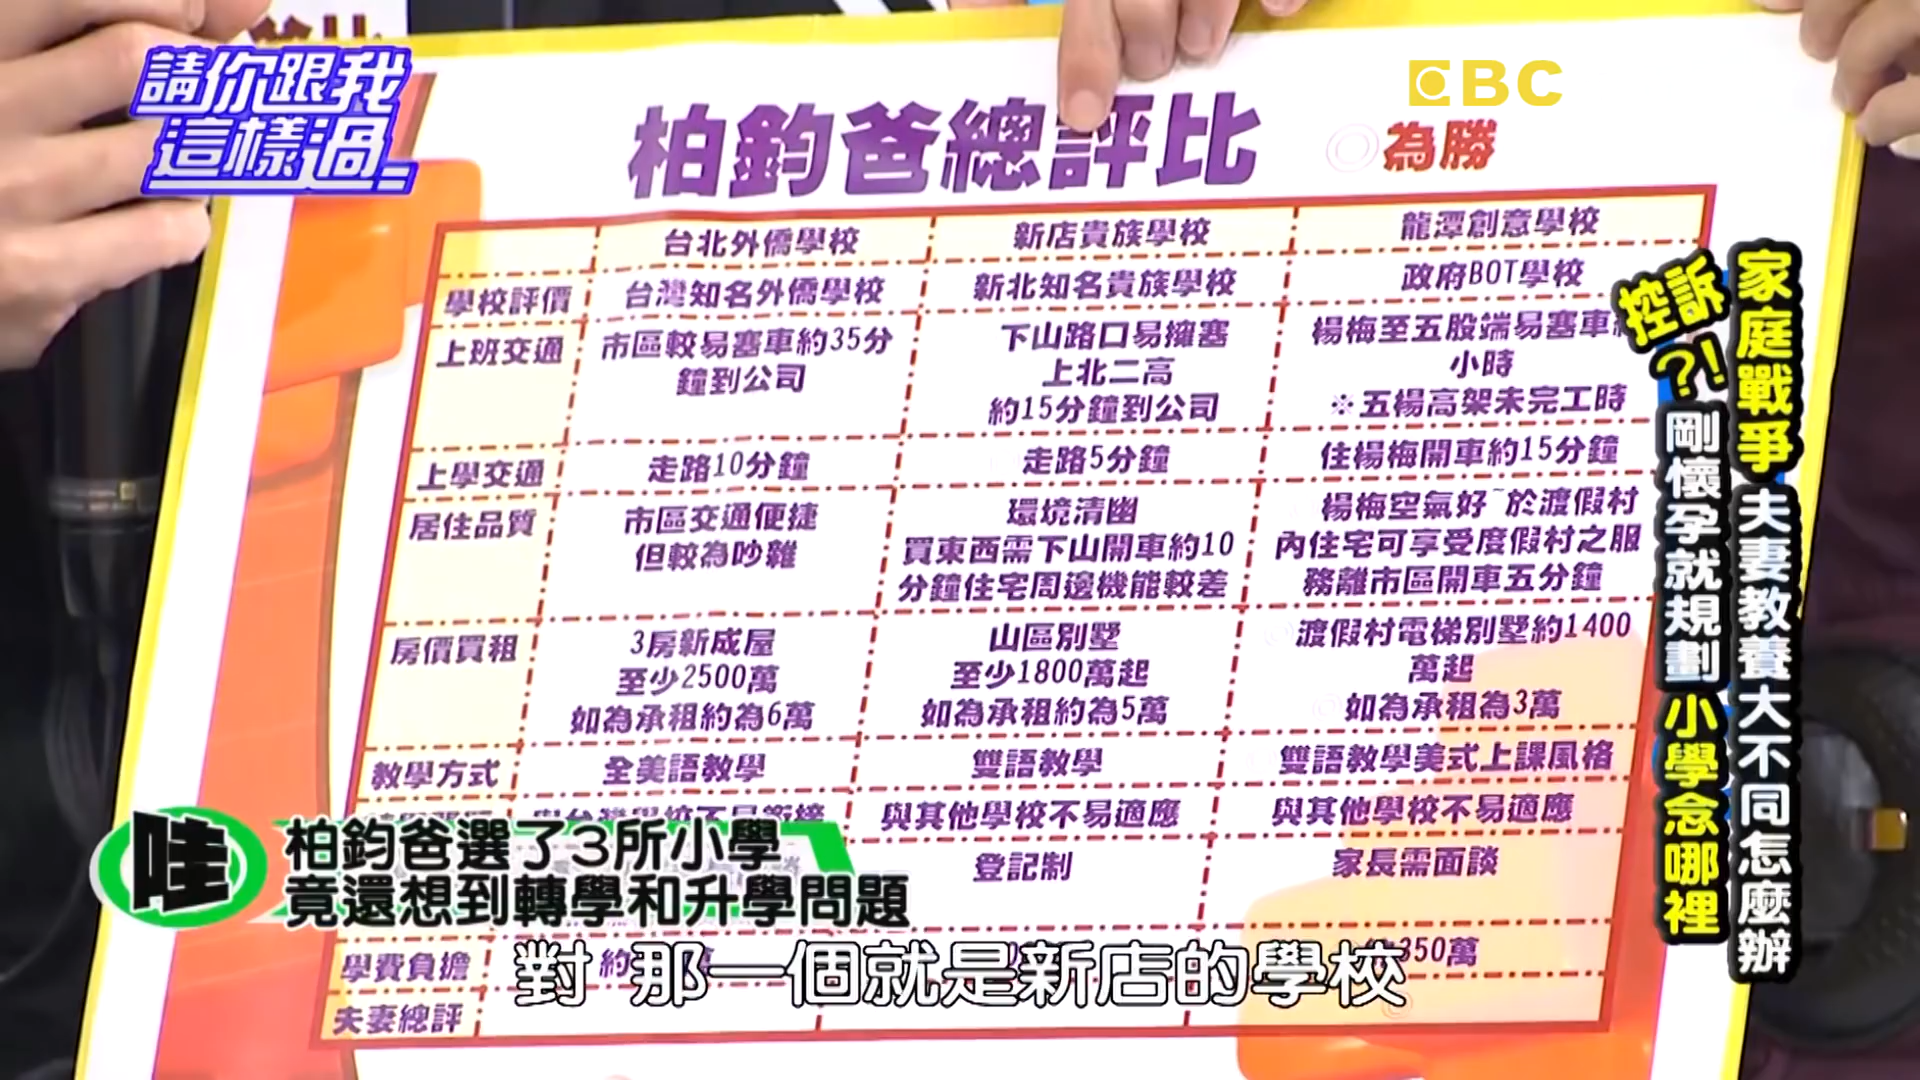 請你跟我
這樣過
EBC
柏鈞爸總評比
◎為勝
台北外僑學校
新店貴族學校
龍潭創意學校
學校評價
台灣知名外僑學校
新北知名貴族學校
政府BOT學校
上班交通
市區較易塞車約35分
鐘到公司
下山路口易擁塞
上北二高
約15分鐘到公司
楊梅至五股端易塞車
小時
※五楊高架未完工時
上學交通
走路10分鐘
走路5分鐘
住楊梅開車約15分鐘
居住品質
市區交通便捷
但較為吵雜
環境清幽
買東西需下山開車約10
分鐘住宅周邊機能較差
楊梅空氣好~於渡假村
內住宅可享受度假村之服
務離市區開車五分鐘
房價買租
3房新成屋
至少2500萬
如為承租約為6萬
山區別墅
至少1800萬起
如為承租約為5萬
渡假村電梯別墅約1400
萬起
如為承租為3萬
教學方式
全美語教學
雙語教學
雙語教學美式上課風格
與台灣學校不易銜接
與其他學校不易適應
與其他學校不易適應
登記制
家長需面談
學費負擔
約
350萬
夫妻總評
家庭戰爭 夫妻教養大不同怎麼辦
控訴?! 剛懷孕就規劃 小學念哪裡
哇
柏鈞爸選了3所小學
竟還想到轉學和升學問題
對 那一個就是新店的學校